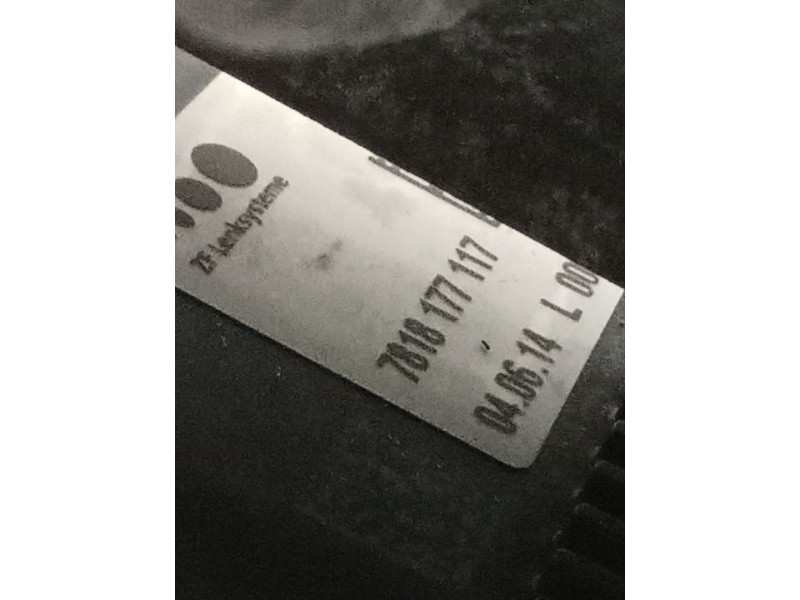 ZF Lenksysteme
7818 177 117
04.06.14 L 00